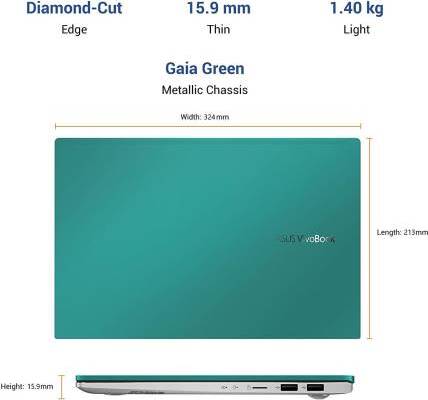 Diamond-Cut 15.9 mm 1.40 kg
Edge Thin Light
Gaia Green
Metallic Chassis
Width: 324mm
ASUS VivoBook
Length: 213mm
Height: 15.9mm